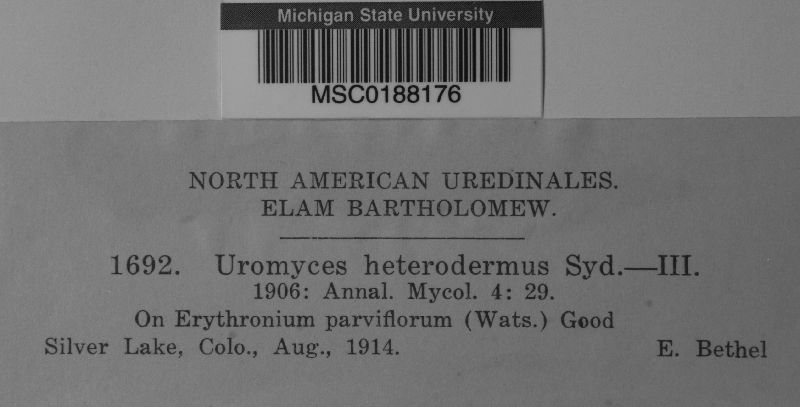 Michigan State University
MSC0188176
NORTH AMERICAN UREDINALES.
ELAM BARTHOLOMEW.
1692. Uromyces heterodermus Syd.—III.
1906: Annal. Mycol. 4: 29.
On Erythronium parviflorum (Wats.) Good
Silver Lake, Colo., Aug., 1914. E. Bethel